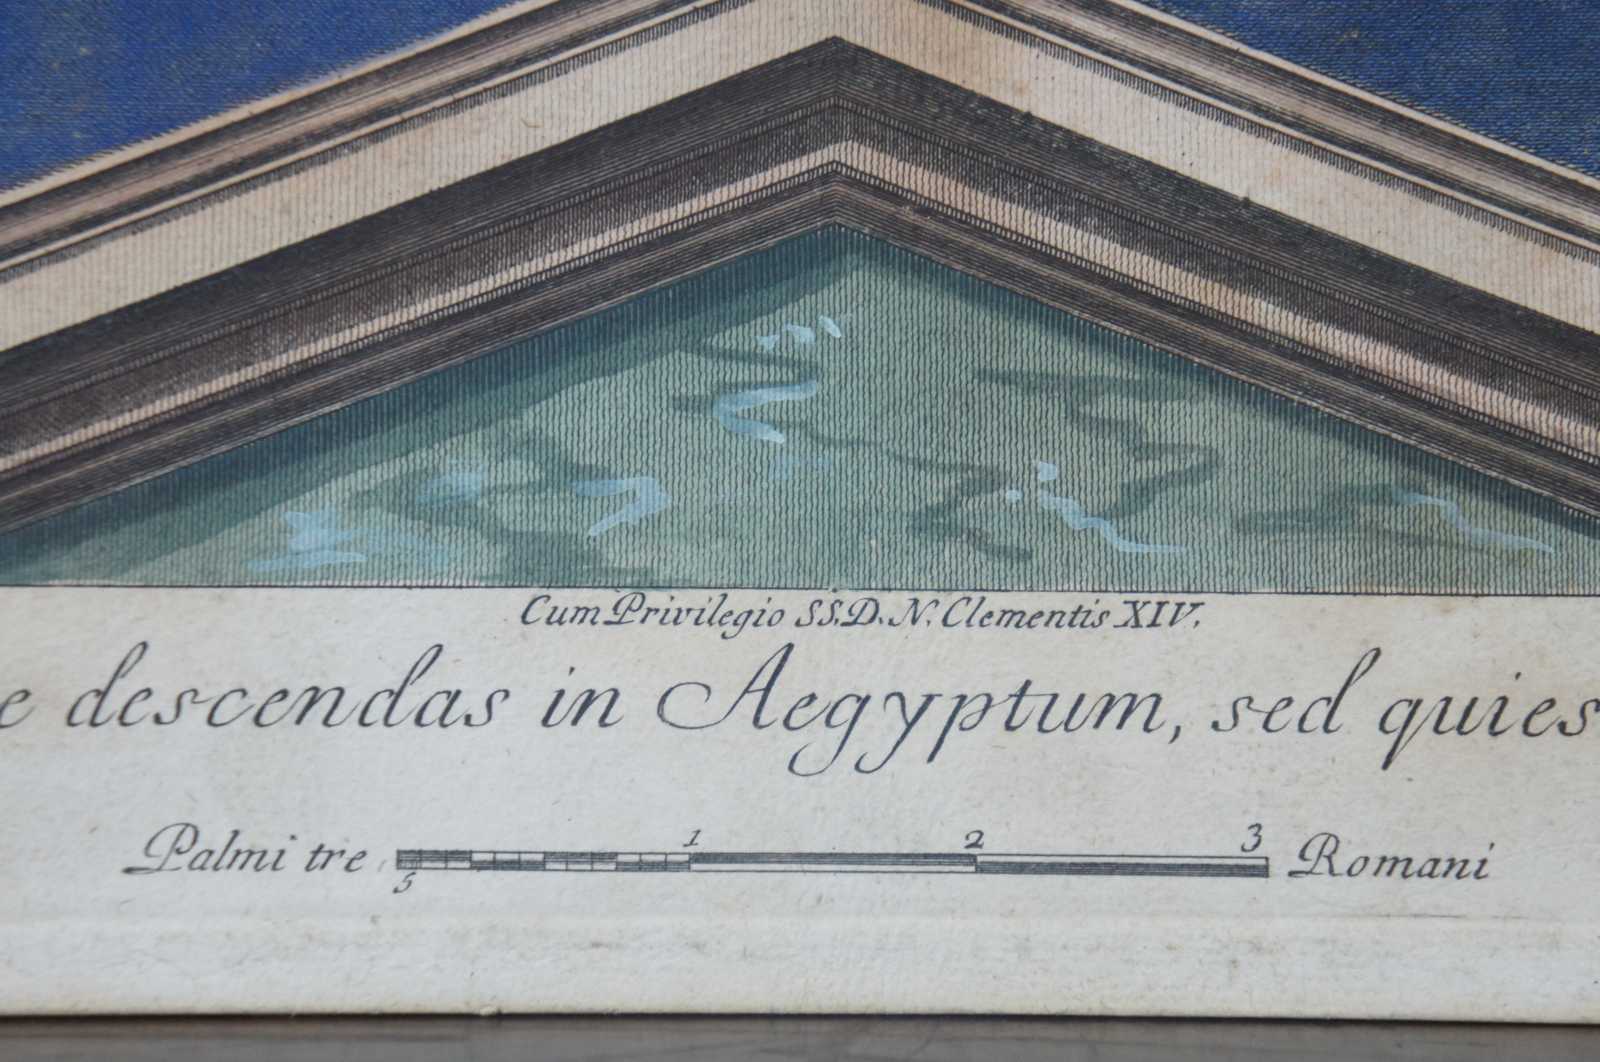 Cum Privilegio SS.D.N. Clementis XIV.
e descendas in Aegyptum, sed quies
1 2 3
Palmi tre Romani
5